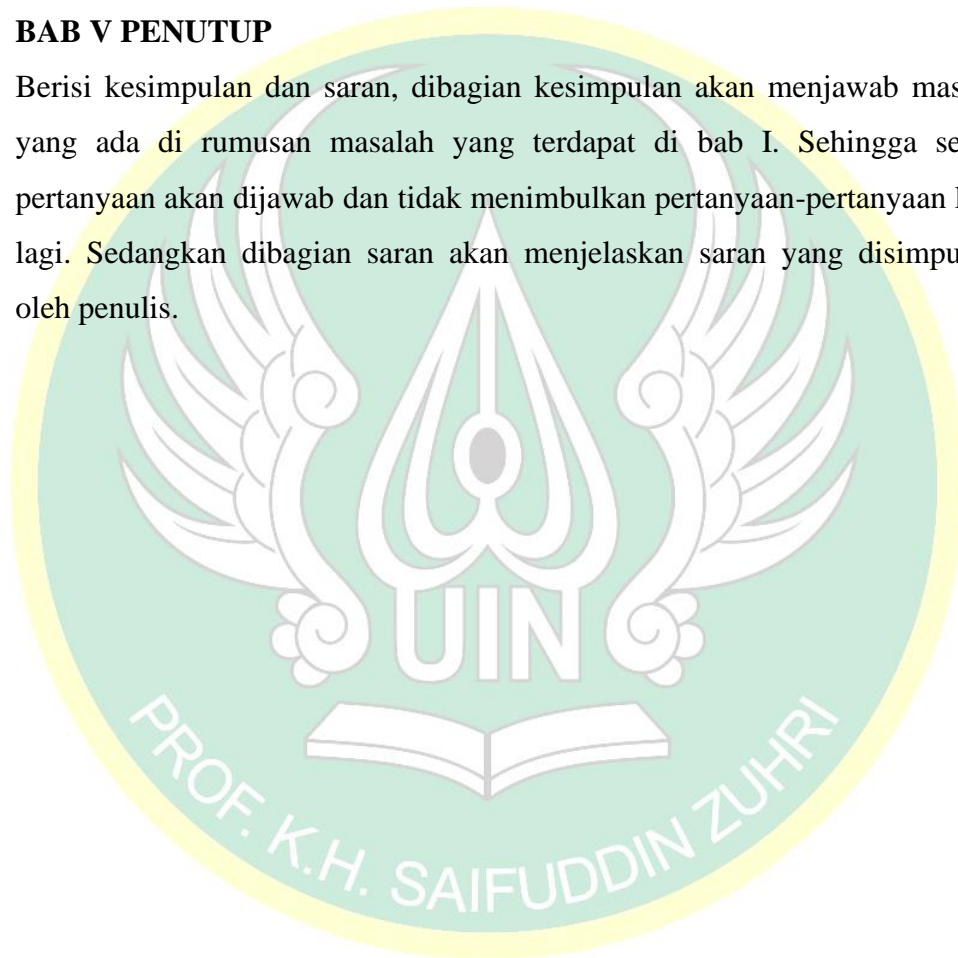 BAB V PENUTUP
Berisi kesimpulan dan saran, dibagian kesimpulan akan menjawab
yang ada di rumusan masalah yang terdapat di bab I. Sehingga
pertanyaan akan dijawab dan tidak menimbulkan pertanyaan-pertanyaan
lagi. Sedangkan dibagian saran akan menjelaskan saran yang
oleh penulis.
UIN
PROF. K.H. SAIFUDDIN ZUHRI